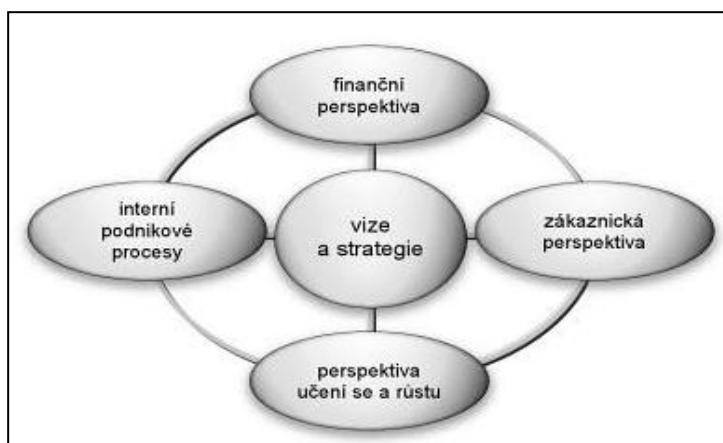 finanční
perspektiva
interní
podnikové
procesy
vize
a strategie
zákaznická
perspektiva
perspektiva
učení se a růstu